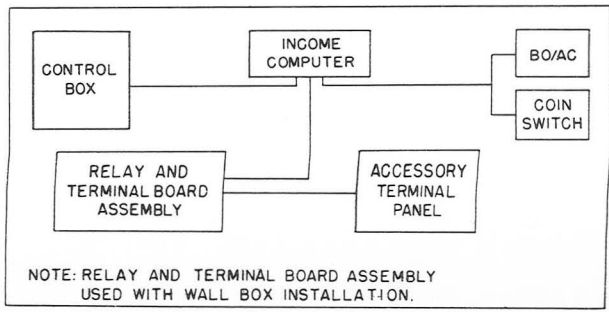 CONTROL
BOX
INCOME
COMPUTER
BO/AC
COIN
SWITCH
RELAY AND
TERMINAL BOARD
ASSEMBLY
ACCESSORY
TERMINAL
PANEL
NOTE: RELAY AND TERMINAL BOARD ASSEMBLY
USED WITH WALL BOX INSTALLATION.